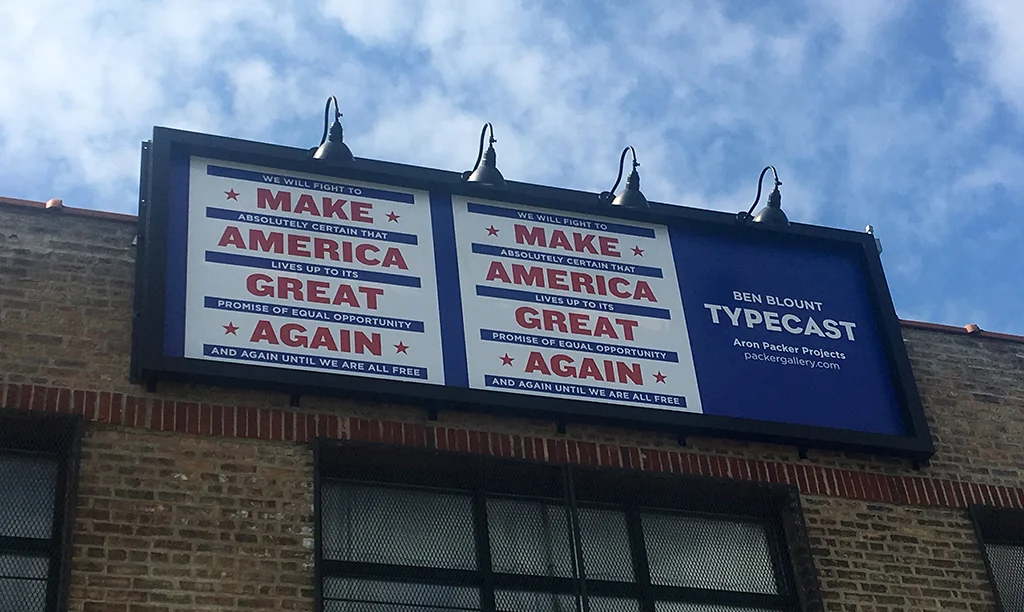 WE WILL FIGHT TO
MAKE
ABSOLUTELY CERTAIN THAT
AMERICA
LIVES UP TO ITS
GREAT
PROMISE OF EQUAL OPPORTUNITY
AGAIN
AND AGAIN UNTIL WE ARE ALL FREE
WE WILL FIGHT TO
MAKE
ABSOLUTELY CERTAIN THAT
AMERICA
LIVES UP TO ITS
GREAT
PROMISE OF EQUAL OPPORTUNITY
AGAIN
AND AGAIN UNTIL WE ARE ALL FREE
BEN BLOUNT
TYPECAST
Aron Packer Projects
packergallery.com